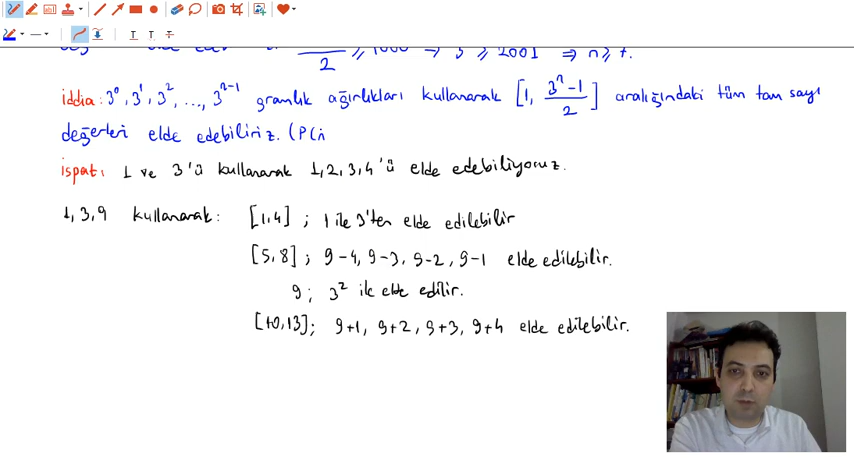 2 ≥ 1000 → 3 ≥ 2001 ⇒ n ≥ 7.
iddia: 3⁰, 3¹, 3², ..., 3ⁿ⁻¹ gramlık ağırlıkları kullanarak [1, (3ⁿ-1)/2] aralığındaki tüm tam sayı
değerleri elde edebiliriz. (P(
ispat: 1 ve 3'ü kullanarak 1,2,3,4'ü elde edebiliyoruz.
1,3,9 kullanarak: [1,4] ; 1 ile 3'ten elde edilebilir
[5,8] ; 9-4, 9-3, 9-2, 9-1 elde edilebilir.
9 ; 3² ile elde edilir.
[10,13] ; 9+1, 9+2, 9+3, 9+4 elde edilebilir.